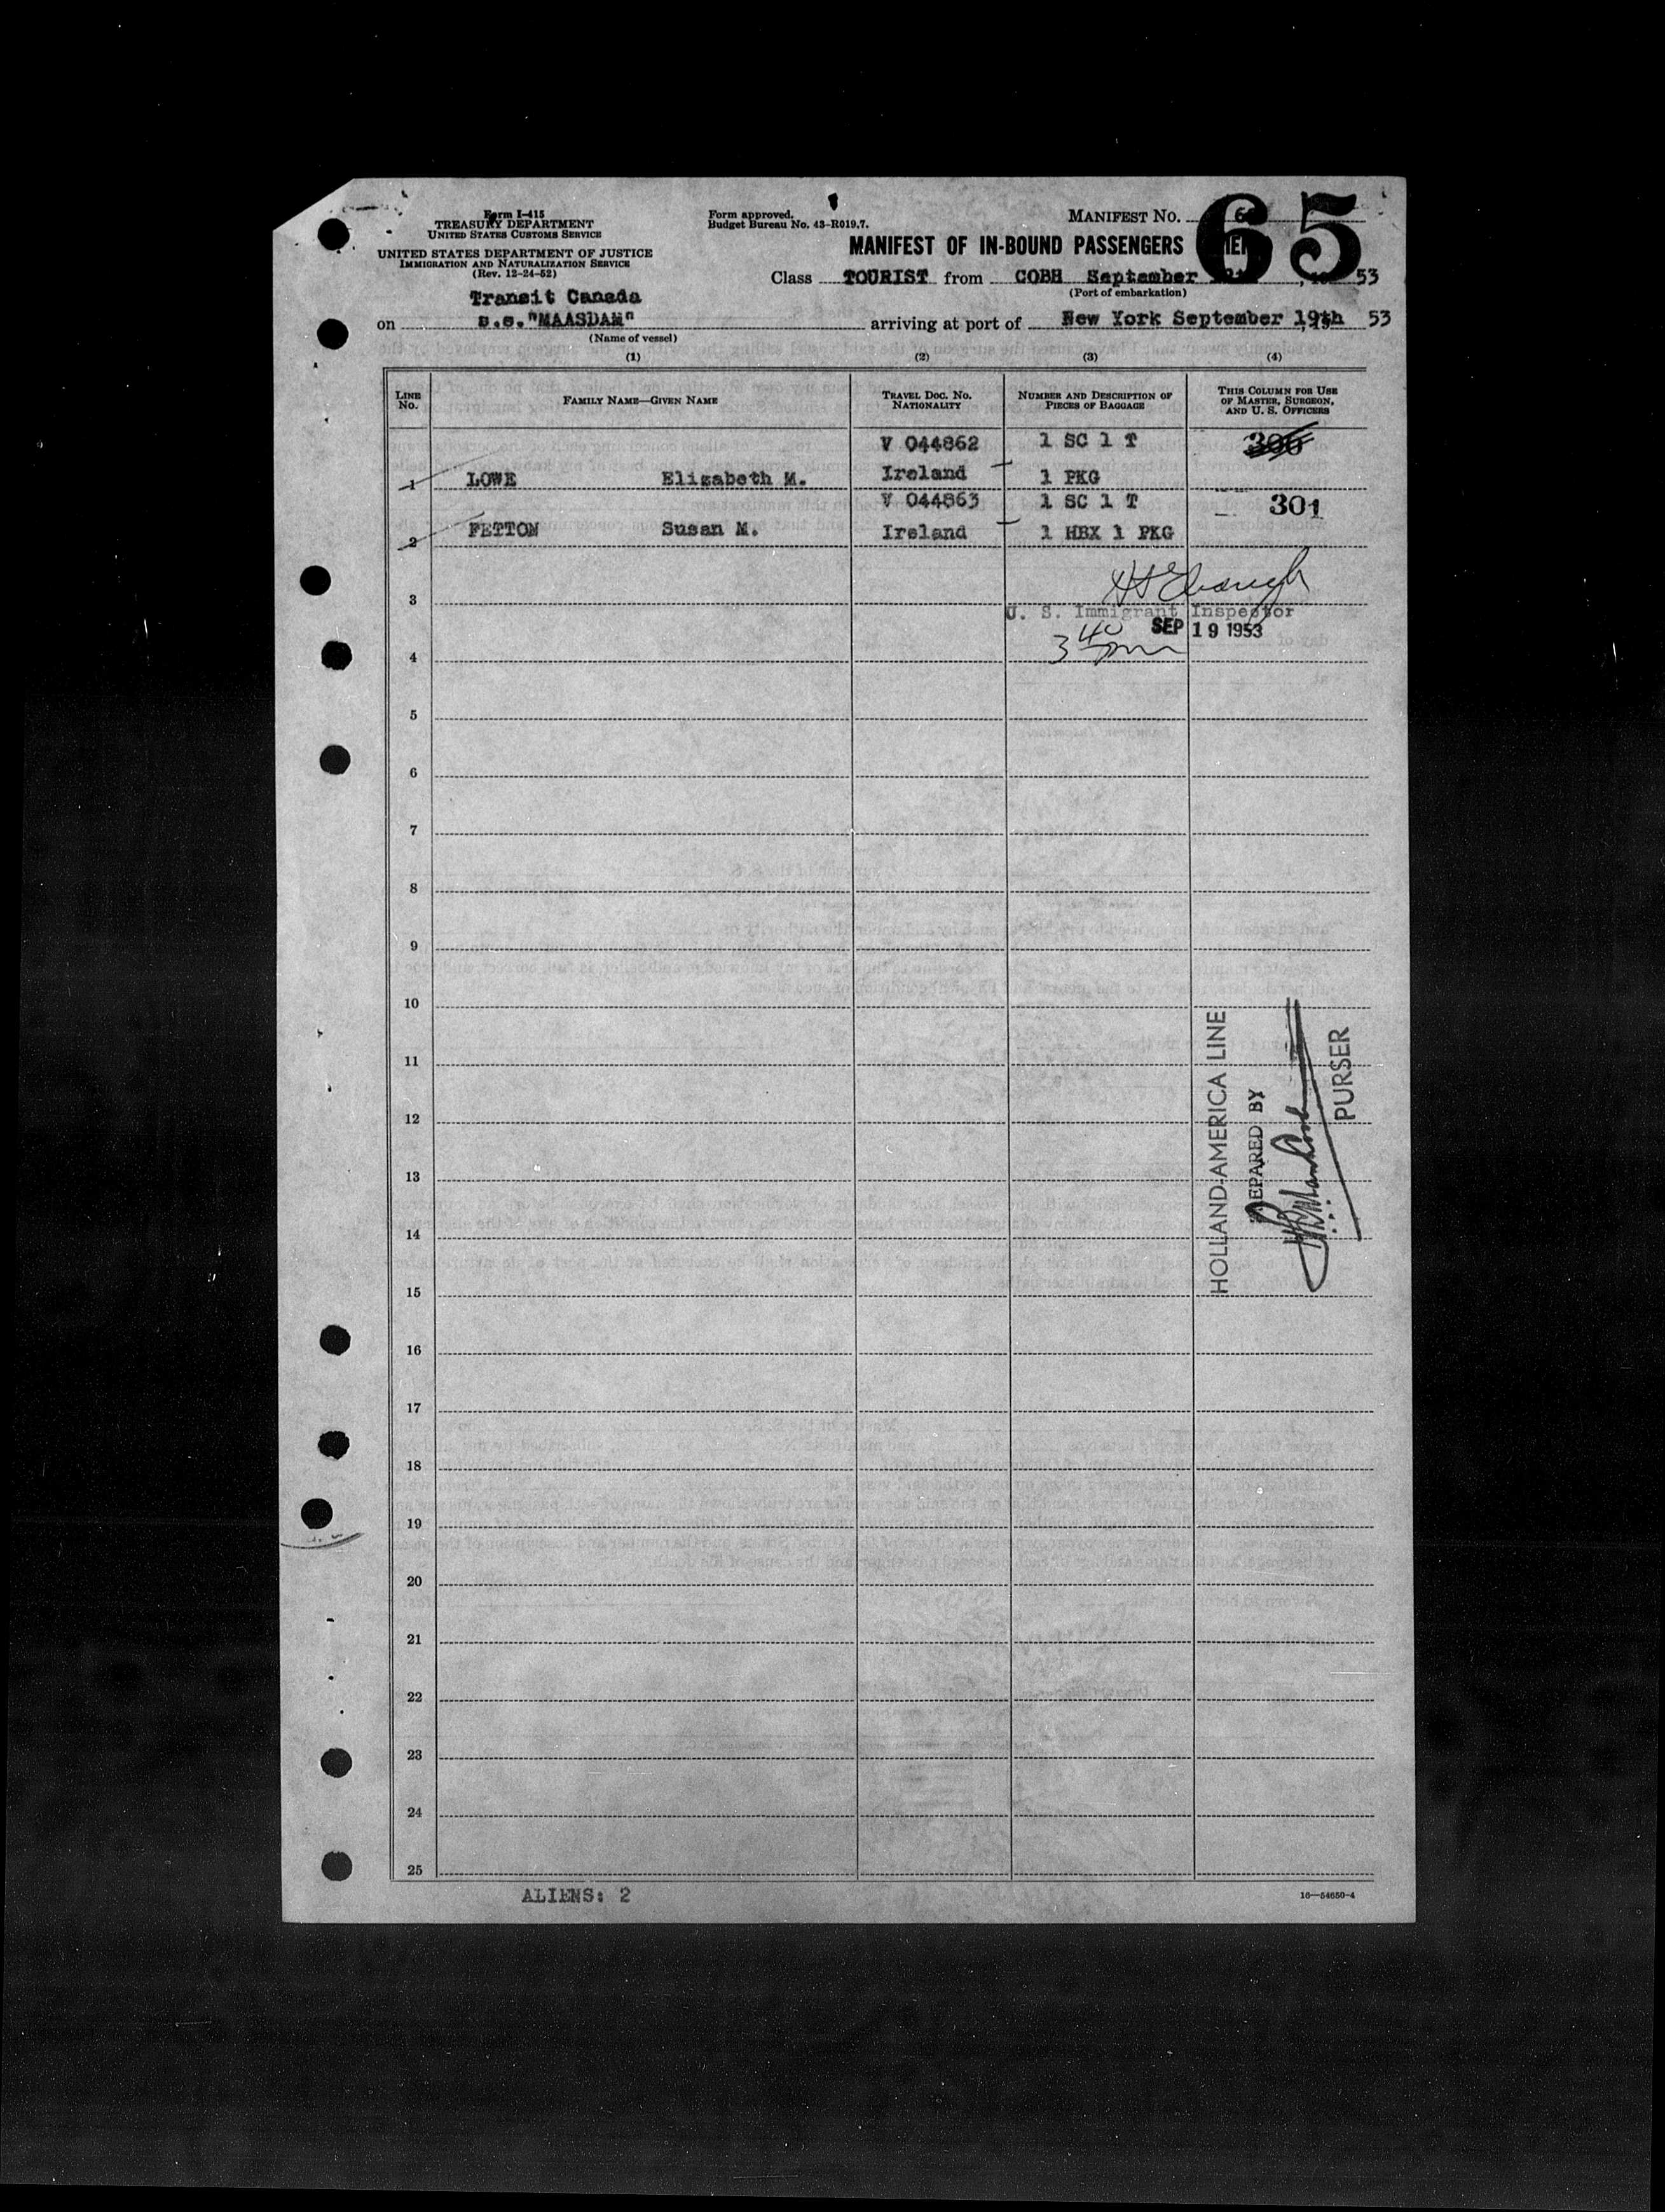 Form I-415
TREASURY DEPARTMENT
UNITED STATES CUSTOMS SERVICE
UNITED STATES DEPARTMENT OF JUSTICE
IMMIGRATION AND NATURALIZATION SERVICE
(Rev. 12-24-52)
Form approved.
Budget Bureau No. 43-R019.7.
MANIFEST NO.
65
MANIFEST OF IN-BOUND PASSENGERS
Class TOURIST from COBH September 53
(Port of embarkation)
Transit Canada
on s.s."MAASDAM" arriving at port of New York September 19th 53
(Name of vessel)
(1) (2) (3) (4)
LINE No. FAMILY NAME—GIVEN NAME TRAVEL DOC. NO. NATIONALITY NUMBER AND DESCRIPTION OF PIECES OF BAGGAGE THIS COLUMN FOR USE OF MASTER, SURGEON, AND U. S. OFFICERS
V 044862 1 SC 1 T 300
1 LOWE Elizabeth M. Ireland 1 PKG
V 044863 1 SC 1 T 301
2 FETTON Susan M. Ireland 1 HBX 1 PKG
3
U. S. Immigrant Inspector
SEP 19 1953
3 40 pm
4
5
6
7
8
9
10
11
12
13
14
15
16
17
18
19
20
21
22
23
24
25
HOLLAND-AMERICA LINE
PREPARED BY
PURSER
ALIENS: 2
16—54650-4